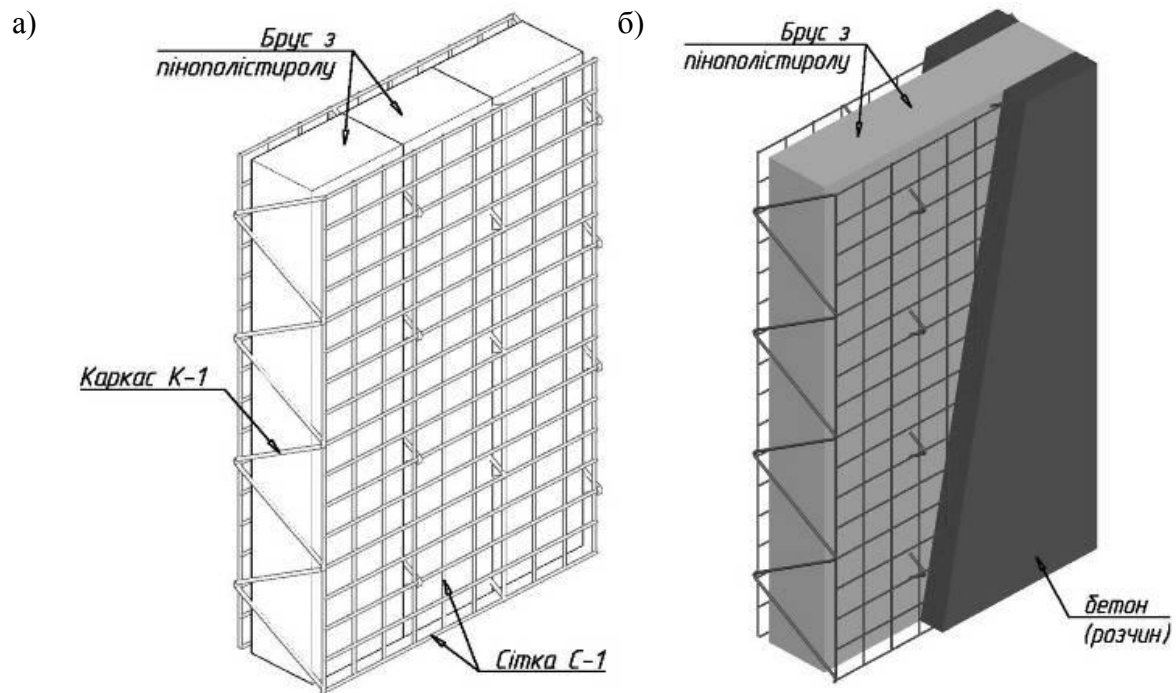 а)
Брус з
пінополістиролу
Каркас К-1
Сітка С-1
б)
Брус з
пінополістиролу
бетон
(розчин)